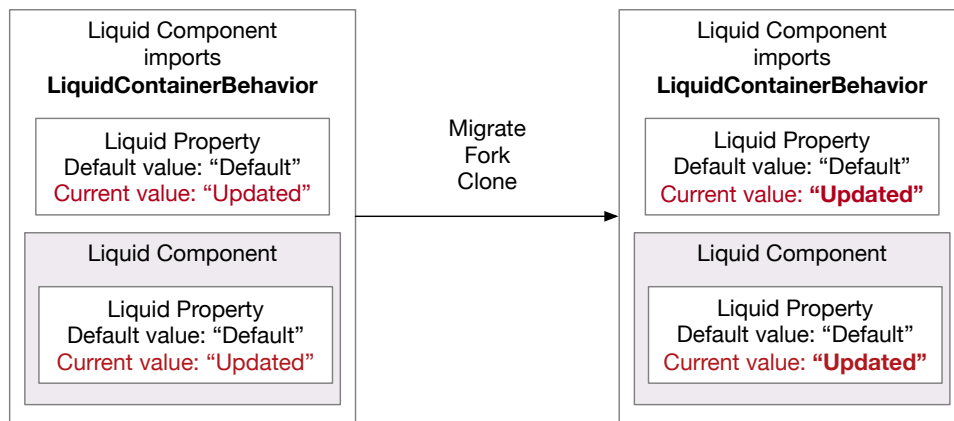 Liquid Component
imports
LiquidContainerBehavior
Liquid Property
Default value: “Default”
Current value: “Updated”
Liquid Component
Liquid Property
Default value: “Default”
Current value: “Updated”
Migrate
Fork
Clone
Liquid Component
imports
LiquidContainerBehavior
Liquid Property
Default value: “Default”
Current value: “Updated”
Liquid Component
Liquid Property
Default value: “Default”
Current value: “Updated”